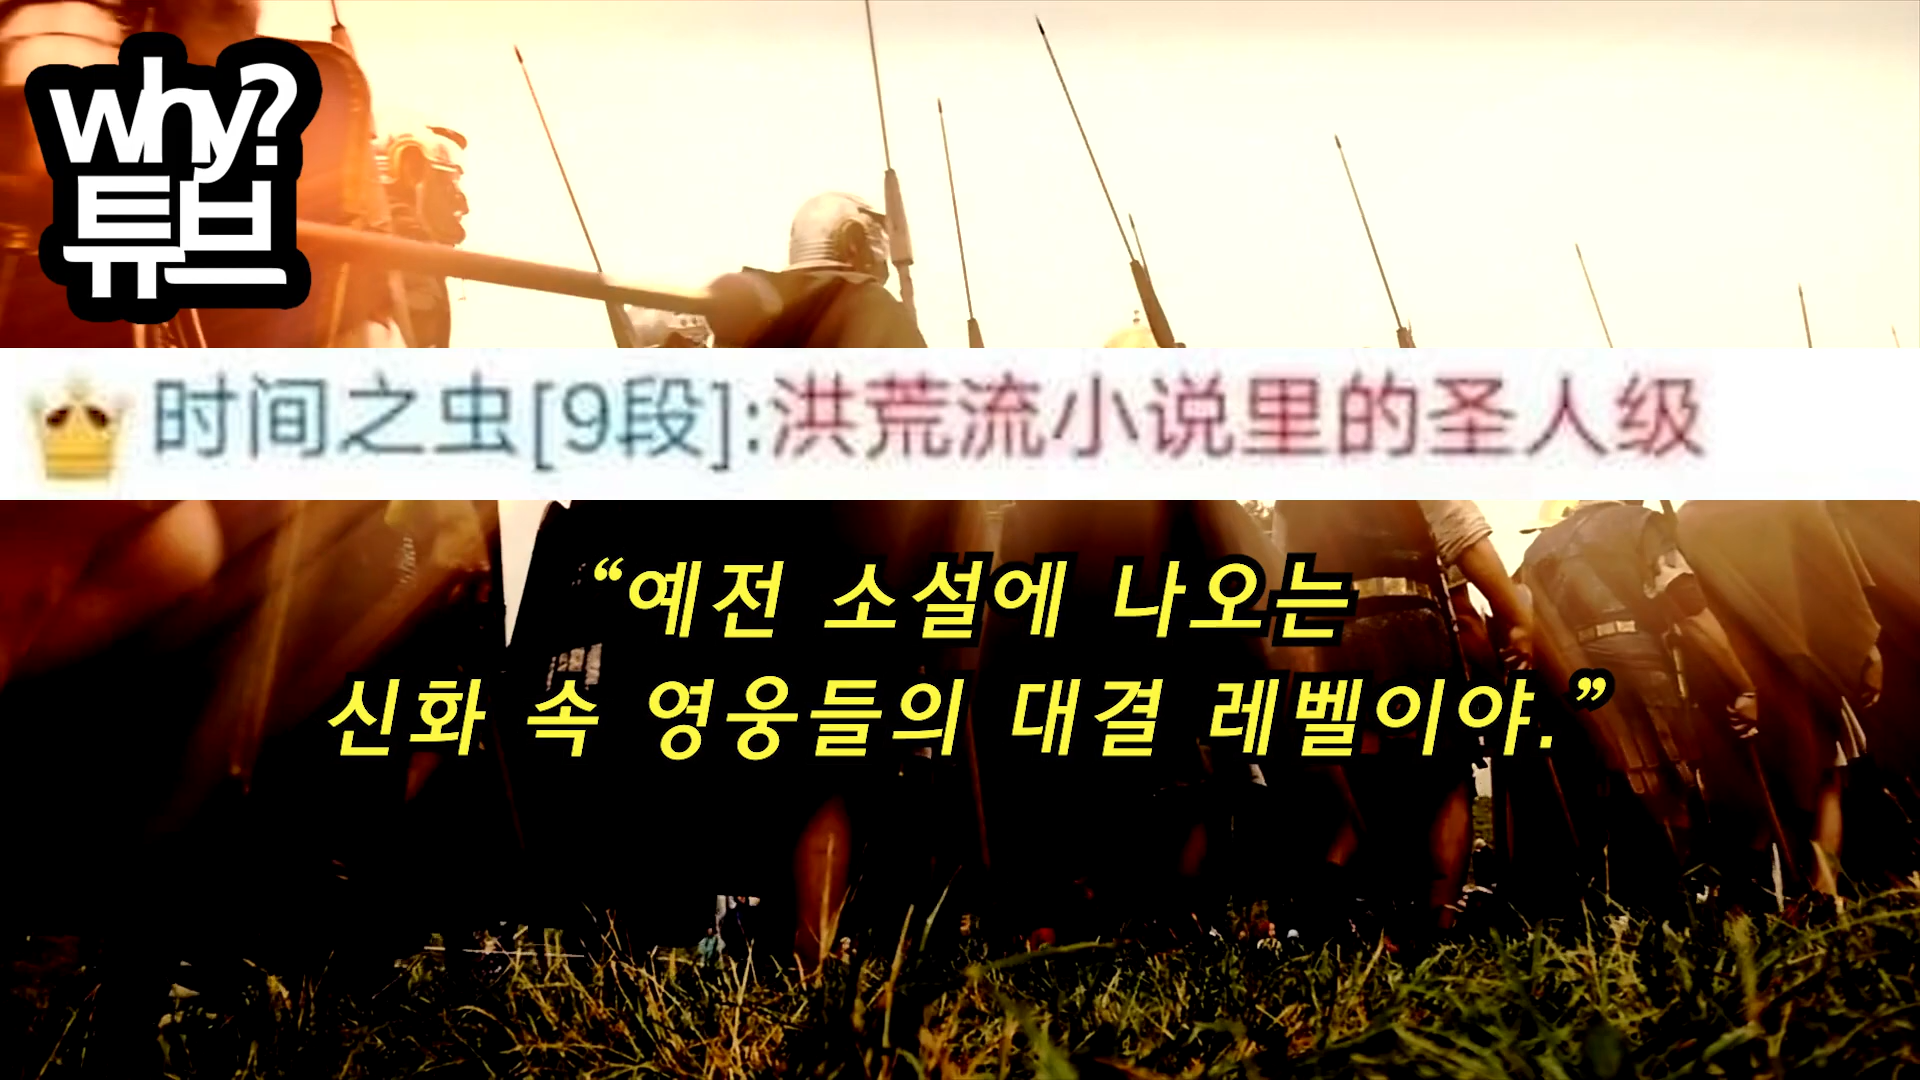 why?
튜브
时间之虫[9段]:洪荒流小说里的圣人级
“예전 소설에 나오는
신화 속 영웅들의 대결 레벨이야.”